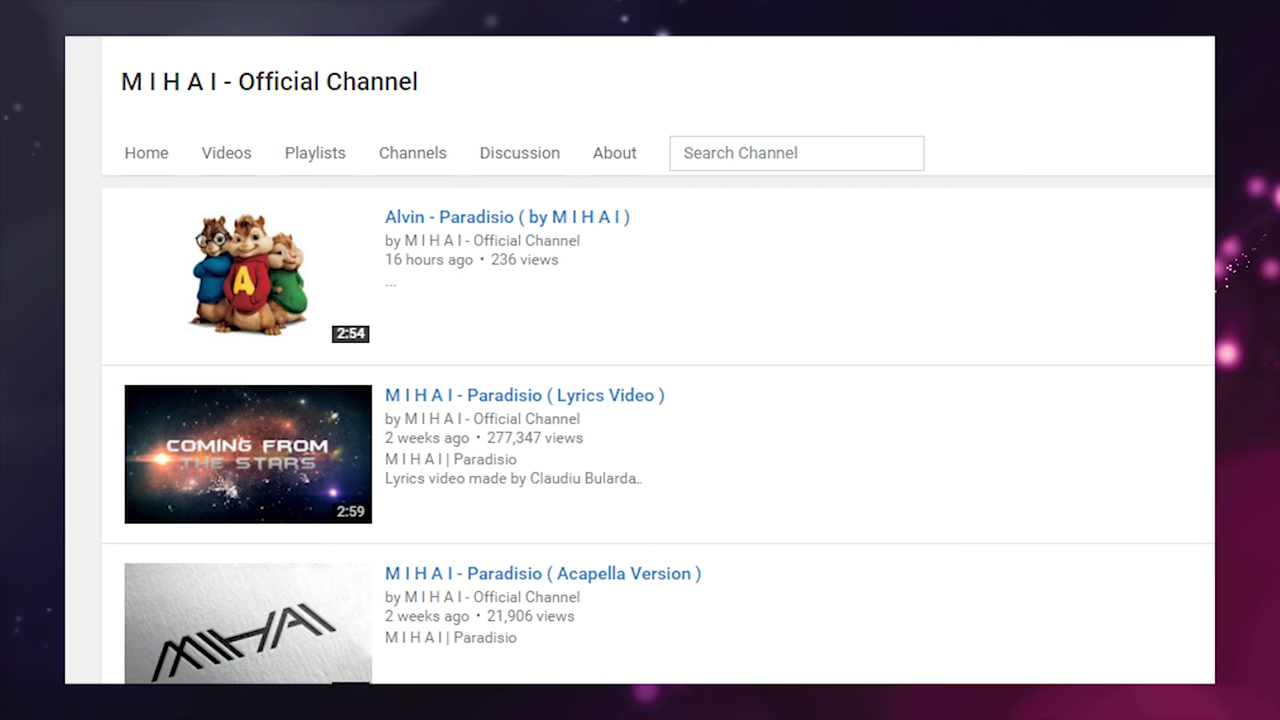 M I H A I - Official Channel
Home Videos Playlists Channels Discussion About Search Channel
A
2:54
Alvin - Paradisio ( by M I H A I )
by M I H A I - Official Channel
16 hours ago • 236 views
...
COMING FROM
THE STARS
2:59
M I H A I - Paradisio ( Lyrics Video )
by M I H A I - Official Channel
2 weeks ago • 277,347 views
M I H A I | Paradisio
Lyrics video made by Claudiu Bularda..
MIHAI
M I H A I - Paradisio ( Acapella Version )
by M I H A I - Official Channel
2 weeks ago • 21,906 views
M I H A I | Paradisio